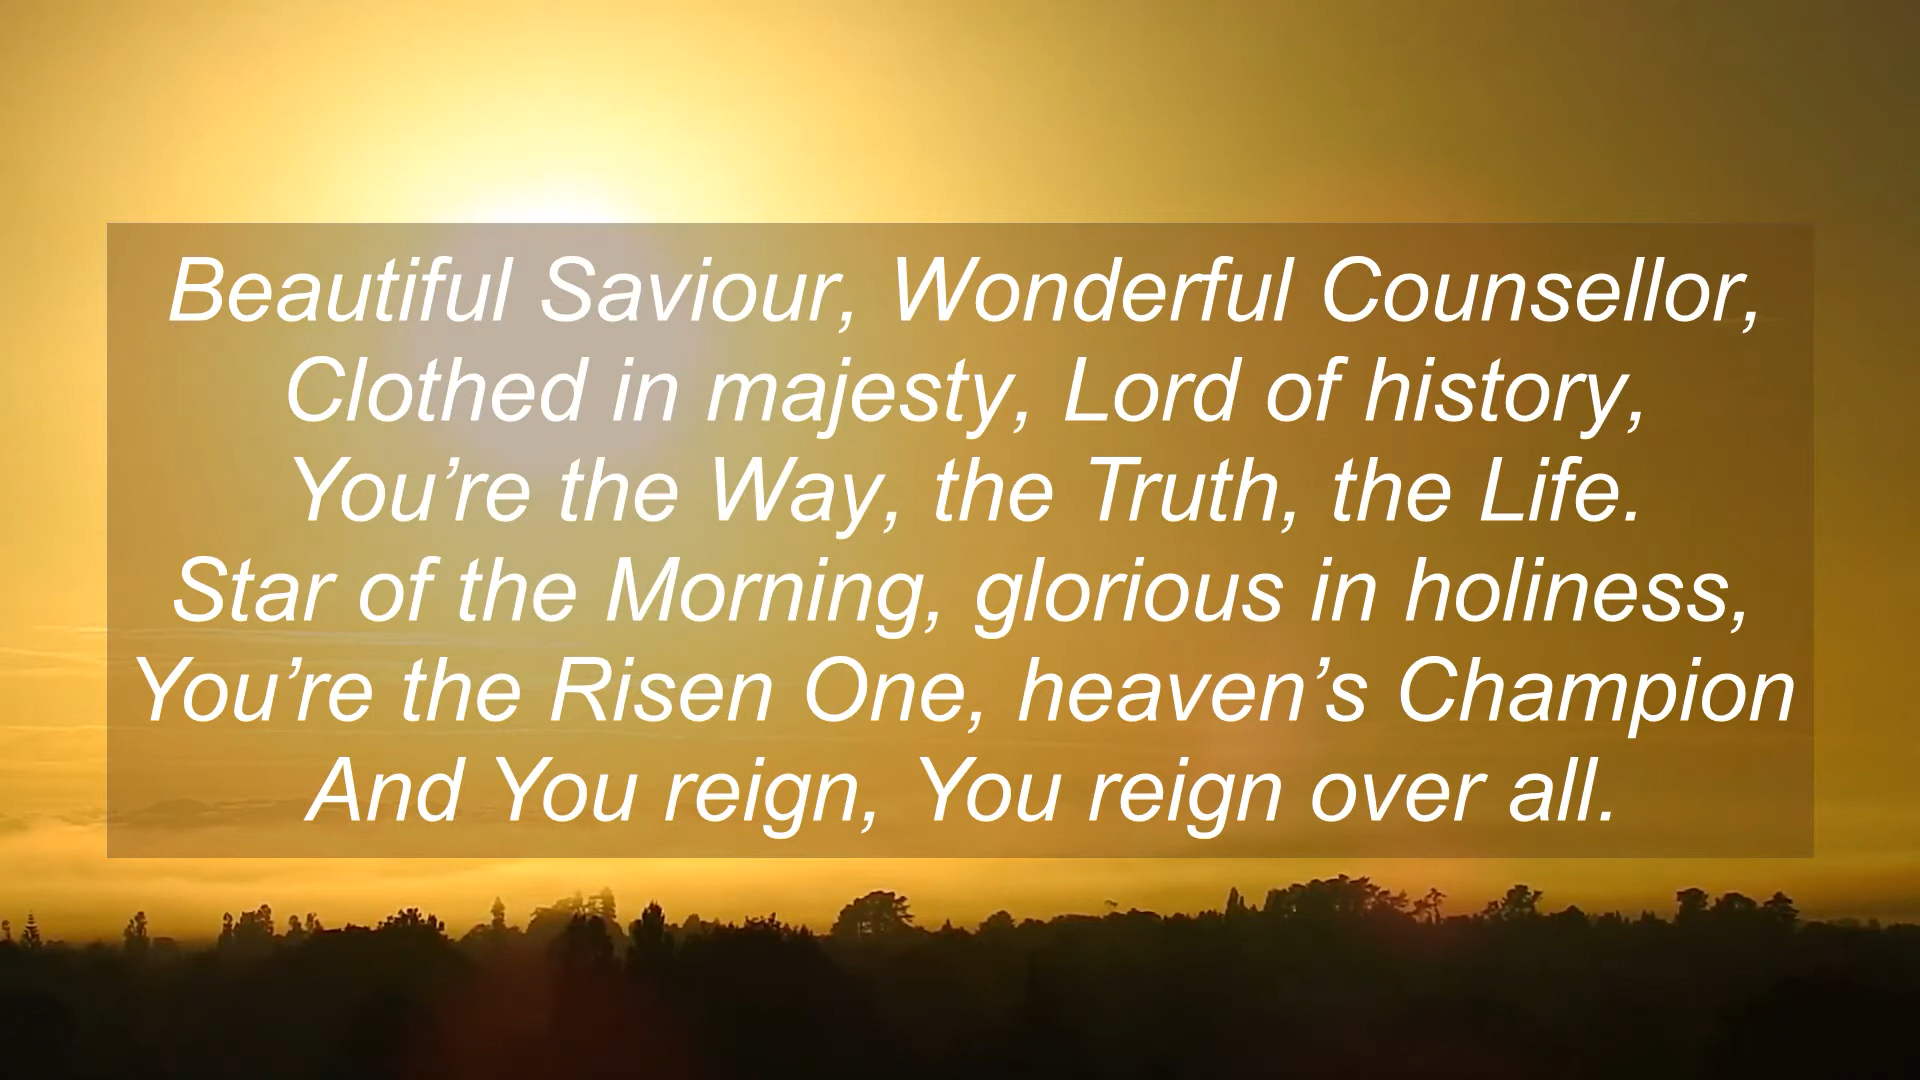 Beautiful Saviour, Wonderful Counsellor,
Clothed in majesty, Lord of history,
You’re the Way, the Truth, the Life.
Star of the Morning, glorious in holiness,
You’re the Risen One, heaven’s Champion
And You reign, You reign over all.